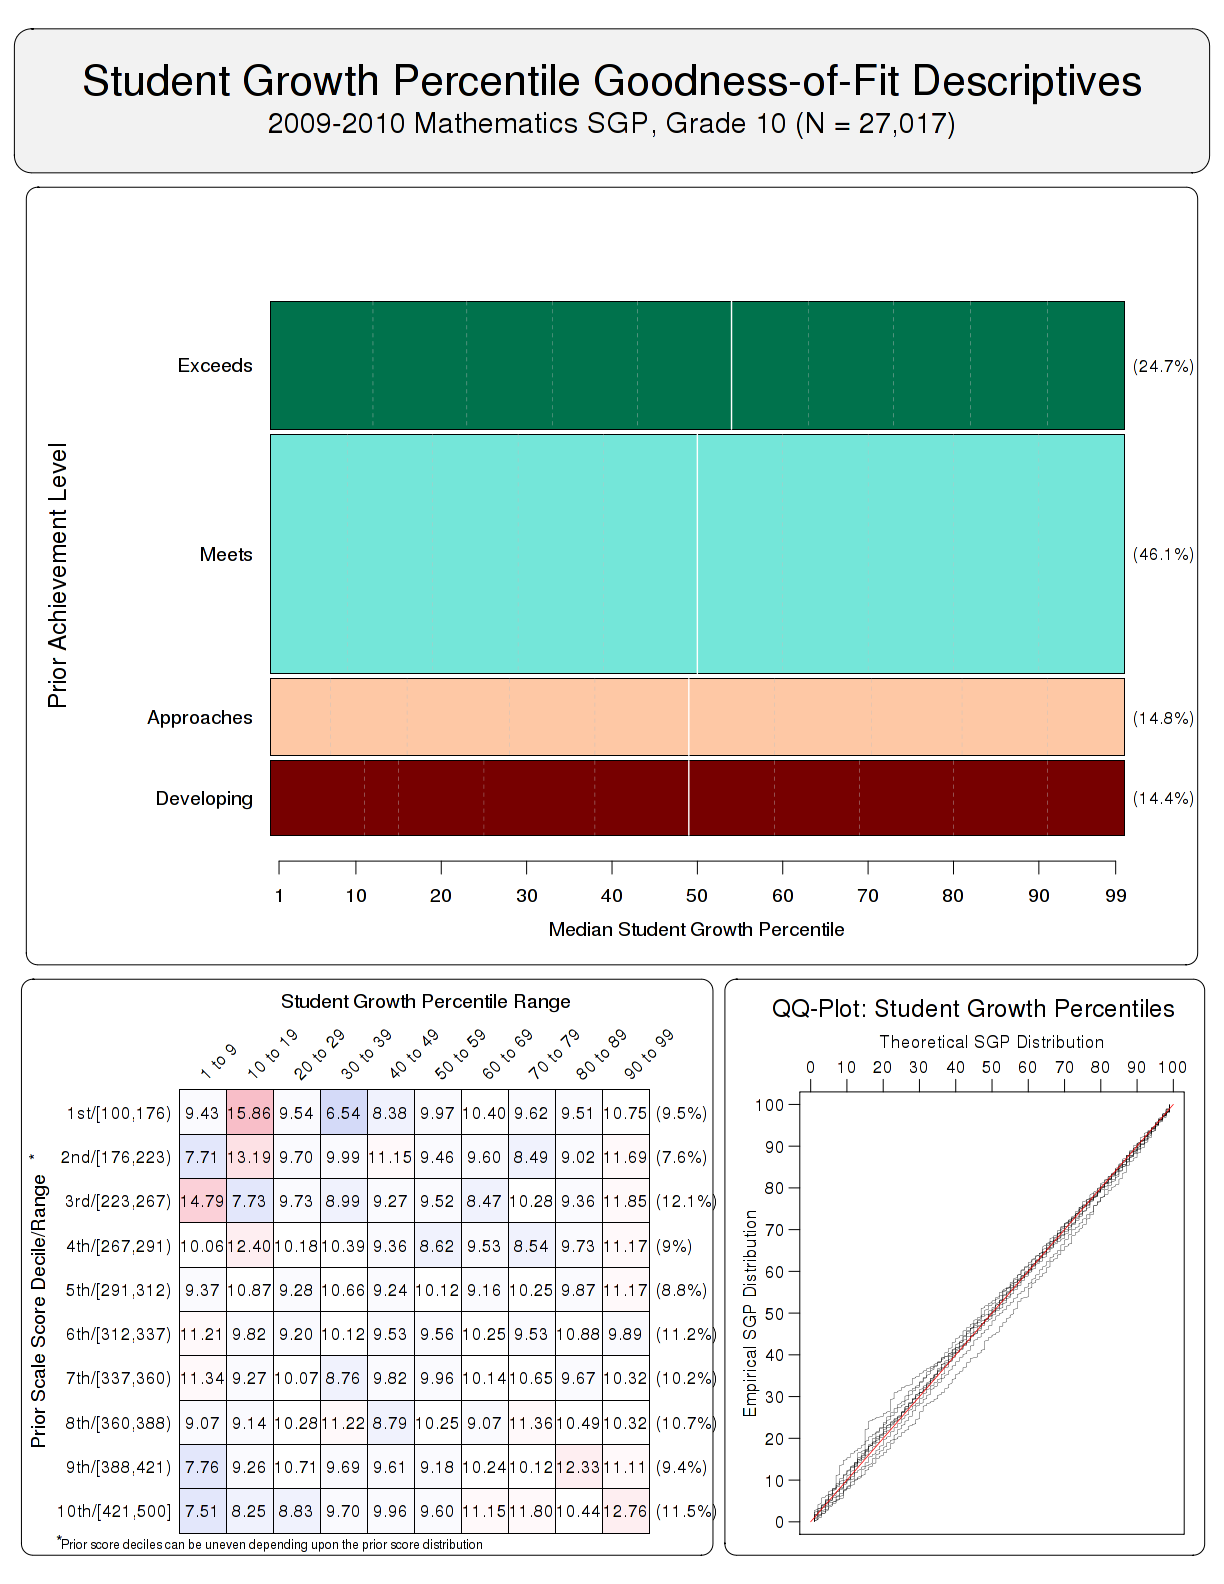 Student Growth Percentile Goodness-of-Fit Descriptives
2009-2010 Mathematics SGP, Grade 10 (N = 27,017)
Prior Achievement Level
Exceeds (24.7%)
Meets (46.1%)
Approaches (14.8%)
Developing (14.4%)
1 10 20 30 40 50 60 70 80 90 99
Median Student Growth Percentile
Student Growth Percentile Range
1 to 9 10 to 19 20 to 29 30 to 39 40 to 49 50 to 59 60 to 69 70 to 79 80 to 89 90 to 99
Prior Scale Score Decile/Range *
1st/[100,176) 9.43 15.86 9.54 6.54 8.38 9.97 10.40 9.62 9.51 10.75 (9.5%)
2nd/[176,223) 7.71 13.19 9.70 9.99 11.15 9.46 9.60 8.49 9.02 11.69 (7.6%)
3rd/[223,267) 14.79 7.73 9.73 8.99 9.27 9.52 8.47 10.28 9.36 11.85 (12.1%)
4th/[267,291) 10.06 12.40 10.18 10.39 9.36 8.62 9.53 8.54 9.73 11.17 (9%)
5th/[291,312) 9.37 10.87 9.28 10.66 9.24 10.12 9.16 10.25 9.87 11.17 (8.8%)
6th/[312,337) 11.21 9.82 9.20 10.12 9.53 9.56 10.25 9.53 10.88 9.89 (11.2%)
7th/[337,360) 11.34 9.27 10.07 8.76 9.82 9.96 10.14 10.65 9.67 10.32 (10.2%)
8th/[360,388) 9.07 9.14 10.28 11.22 8.79 10.25 9.07 11.36 10.49 10.32 (10.7%)
9th/[388,421) 7.76 9.26 10.71 9.69 9.61 9.18 10.24 10.12 12.33 11.11 (9.4%)
10th/[421,500] 7.51 8.25 8.83 9.70 9.96 9.60 11.15 11.80 10.44 12.76 (11.5%)
*Prior score deciles can be uneven depending upon the prior score distribution
QQ-Plot: Student Growth Percentiles
Theoretical SGP Distribution
0 10 20 30 40 50 60 70 80 90 100
Empirical SGP Distribution
100
90
80
70
60
50
40
30
20
10
0